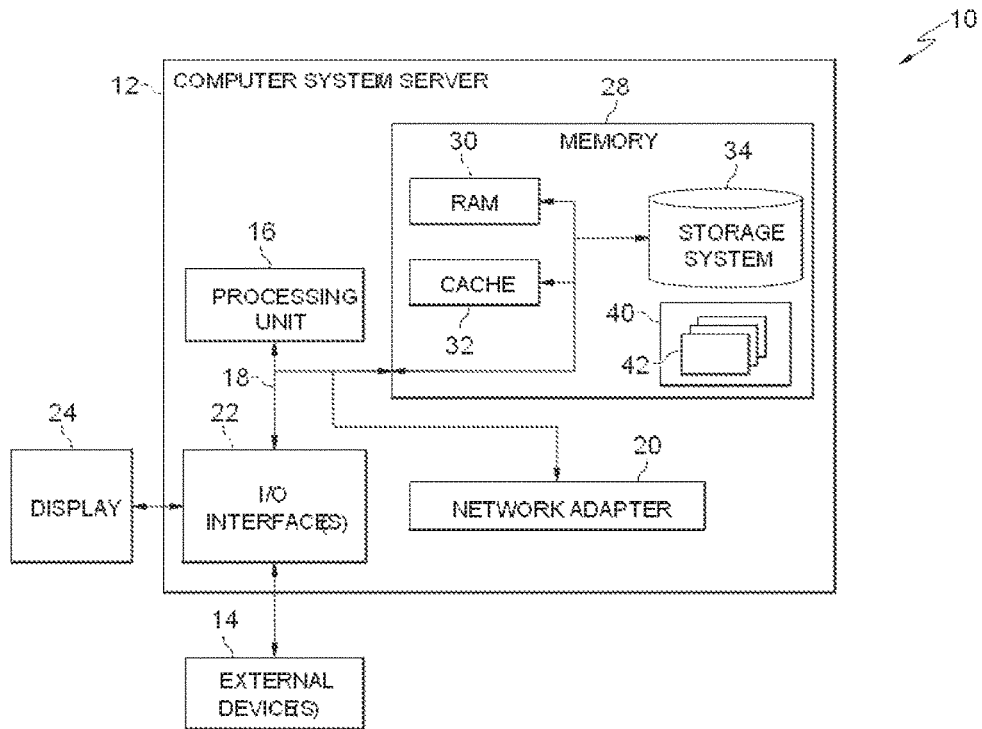 10
12
COMPUTER SYSTEM SERVER
28
MEMORY
30
RAM
34
STORAGE
SYSTEM
16
PROCESSING
UNIT
CACHE
32
40
42
18
24
DISPLAY
22
I/O
INTERFACE(S)
20
NETWORK ADAPTER
14
EXTERNAL
DEVICE(S)